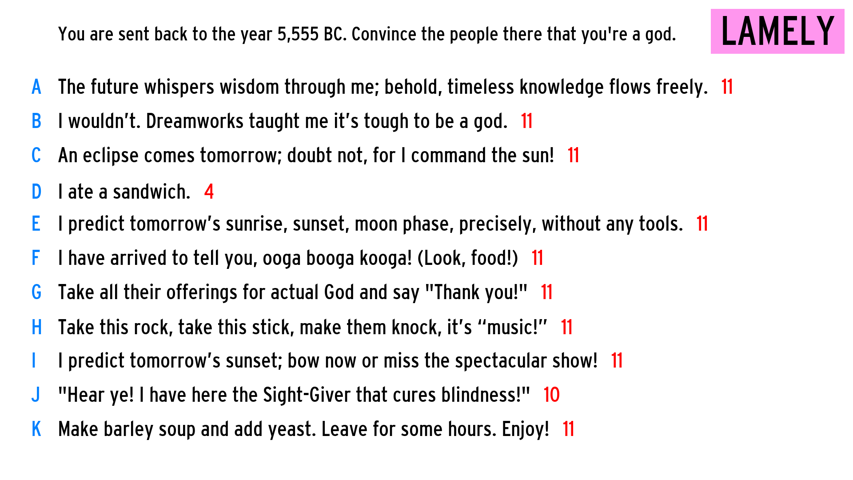 You are sent back to the year 5,555 BC. Convince the people there that you're a god.
LAMELY
A The future whispers wisdom through me; behold, timeless knowledge flows freely. 11
B I wouldn’t. Dreamworks taught me it’s tough to be a god. 11
C An eclipse comes tomorrow; doubt not, for I command the sun! 11
D I ate a sandwich. 4
E I predict tomorrow’s sunrise, sunset, moon phase, precisely, without any tools. 11
F I have arrived to tell you, ooga booga kooga! (Look, food!) 11
G Take all their offerings for actual God and say "Thank you!" 11
H Take this rock, take this stick, make them knock, it’s “music!” 11
I I predict tomorrow’s sunset; bow now or miss the spectacular show! 11
J "Hear ye! I have here the Sight-Giver that cures blindness!" 10
K Make barley soup and add yeast. Leave for some hours. Enjoy! 11